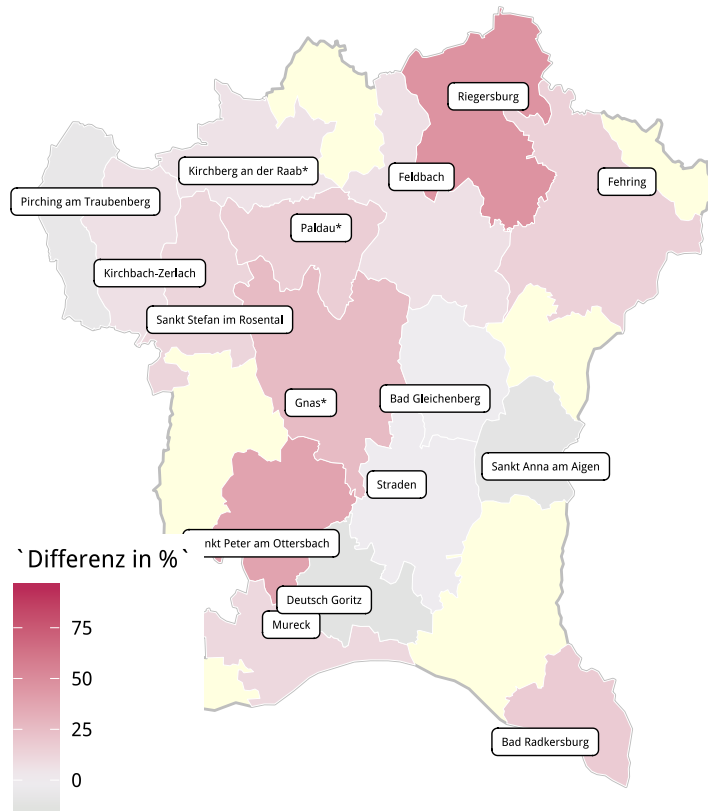 Riegersburg
Kirchberg an der Raab*
Feldbach
Fehring
Pirching am Traubenberg
Paldau*
Kirchbach-Zerlach
Sankt Stefan im Rosental
Gnas*
Bad Gleichenberg
Sankt Anna am Aigen
Straden
nkt Peter am Ottersbach
`Differenz in %`
Deutsch Goritz
Mureck
75
50
25
0
Bad Radkersburg